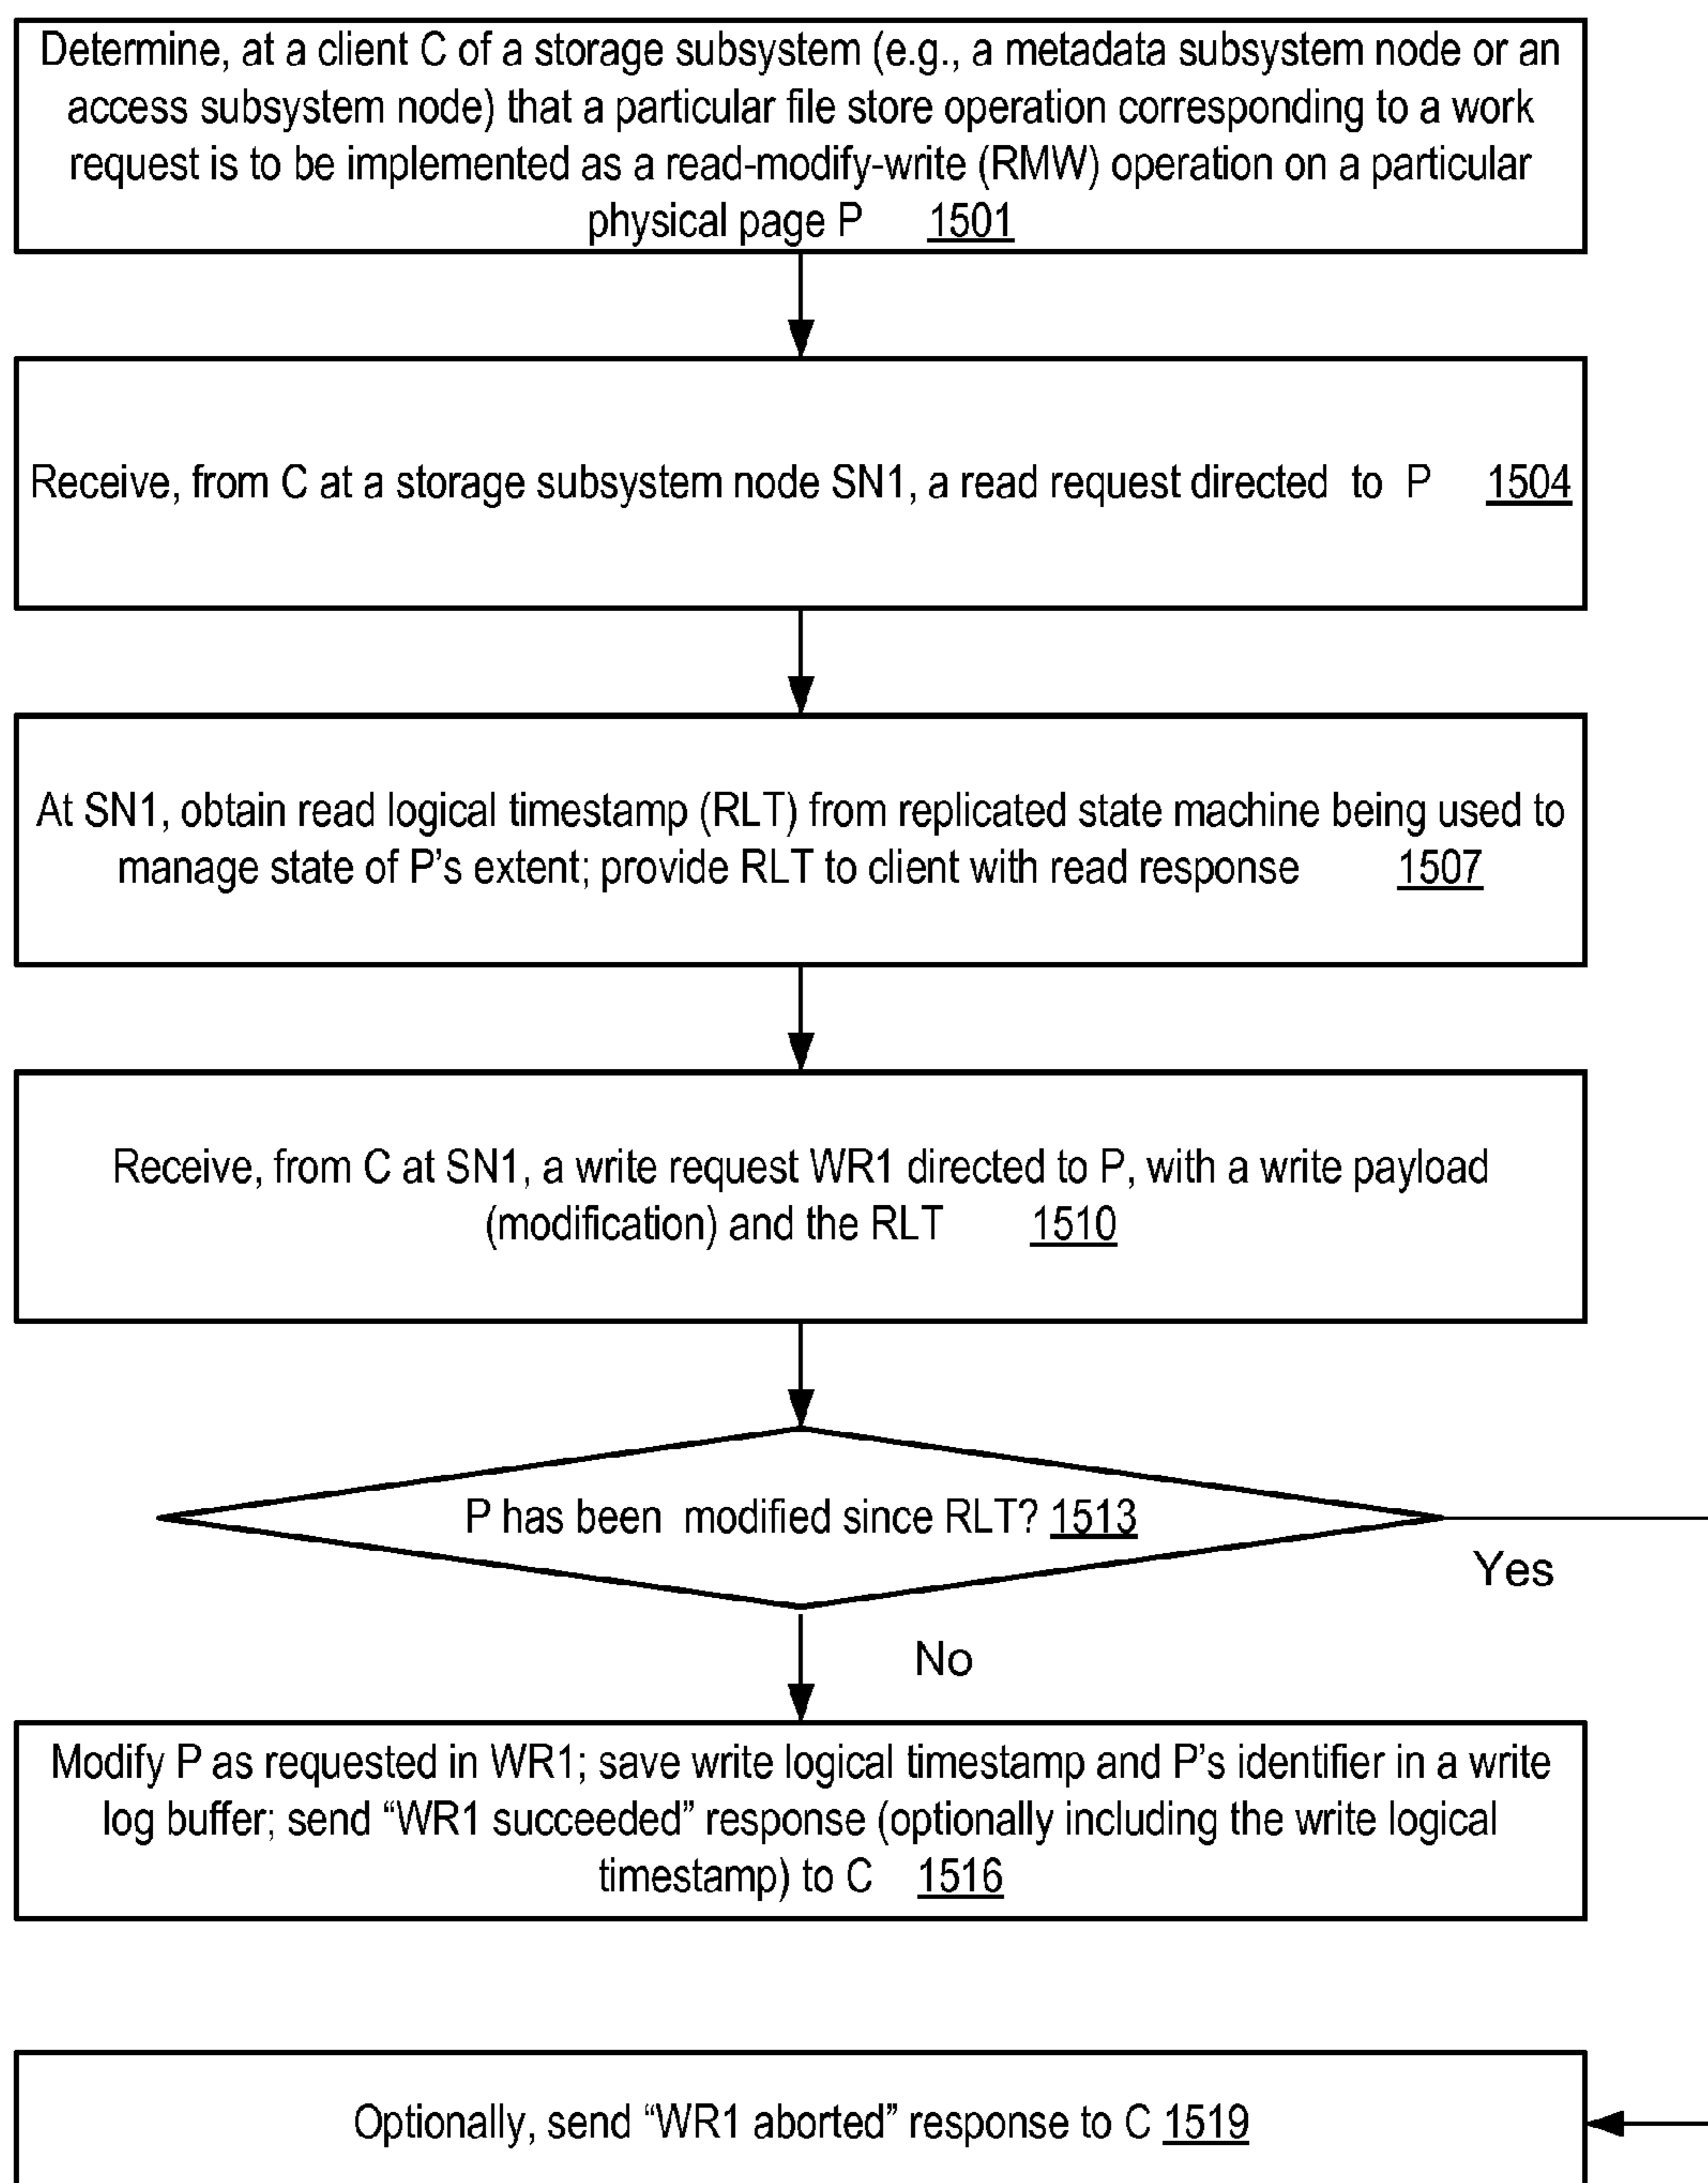 Determine, at a client C of a storage subsystem (e.g., a metadata subsystem node or an
access subsystem node) that a particular file store operation corresponding to a work
request is to be implemented as a read-modify-write (RMW) operation on a particular
physical page P 1501
Receive, from C at a storage subsystem node SN1, a read request directed to P 1504
At SN1, obtain read logical timestamp (RLT) from replicated state machine being used to
manage state of P’s extent; provide RLT to client with read response 1507
Receive, from C at SN1, a write request WR1 directed to P, with a write payload
(modification) and the RLT 1510
P has been modified since RLT? 1513
Yes
No
Modify P as requested in WR1; save write logical timestamp and P’s identifier in a write
log buffer; send “WR1 succeeded” response (optionally including the write logical
timestamp) to C 1516
Optionally, send “WR1 aborted” response to C 1519